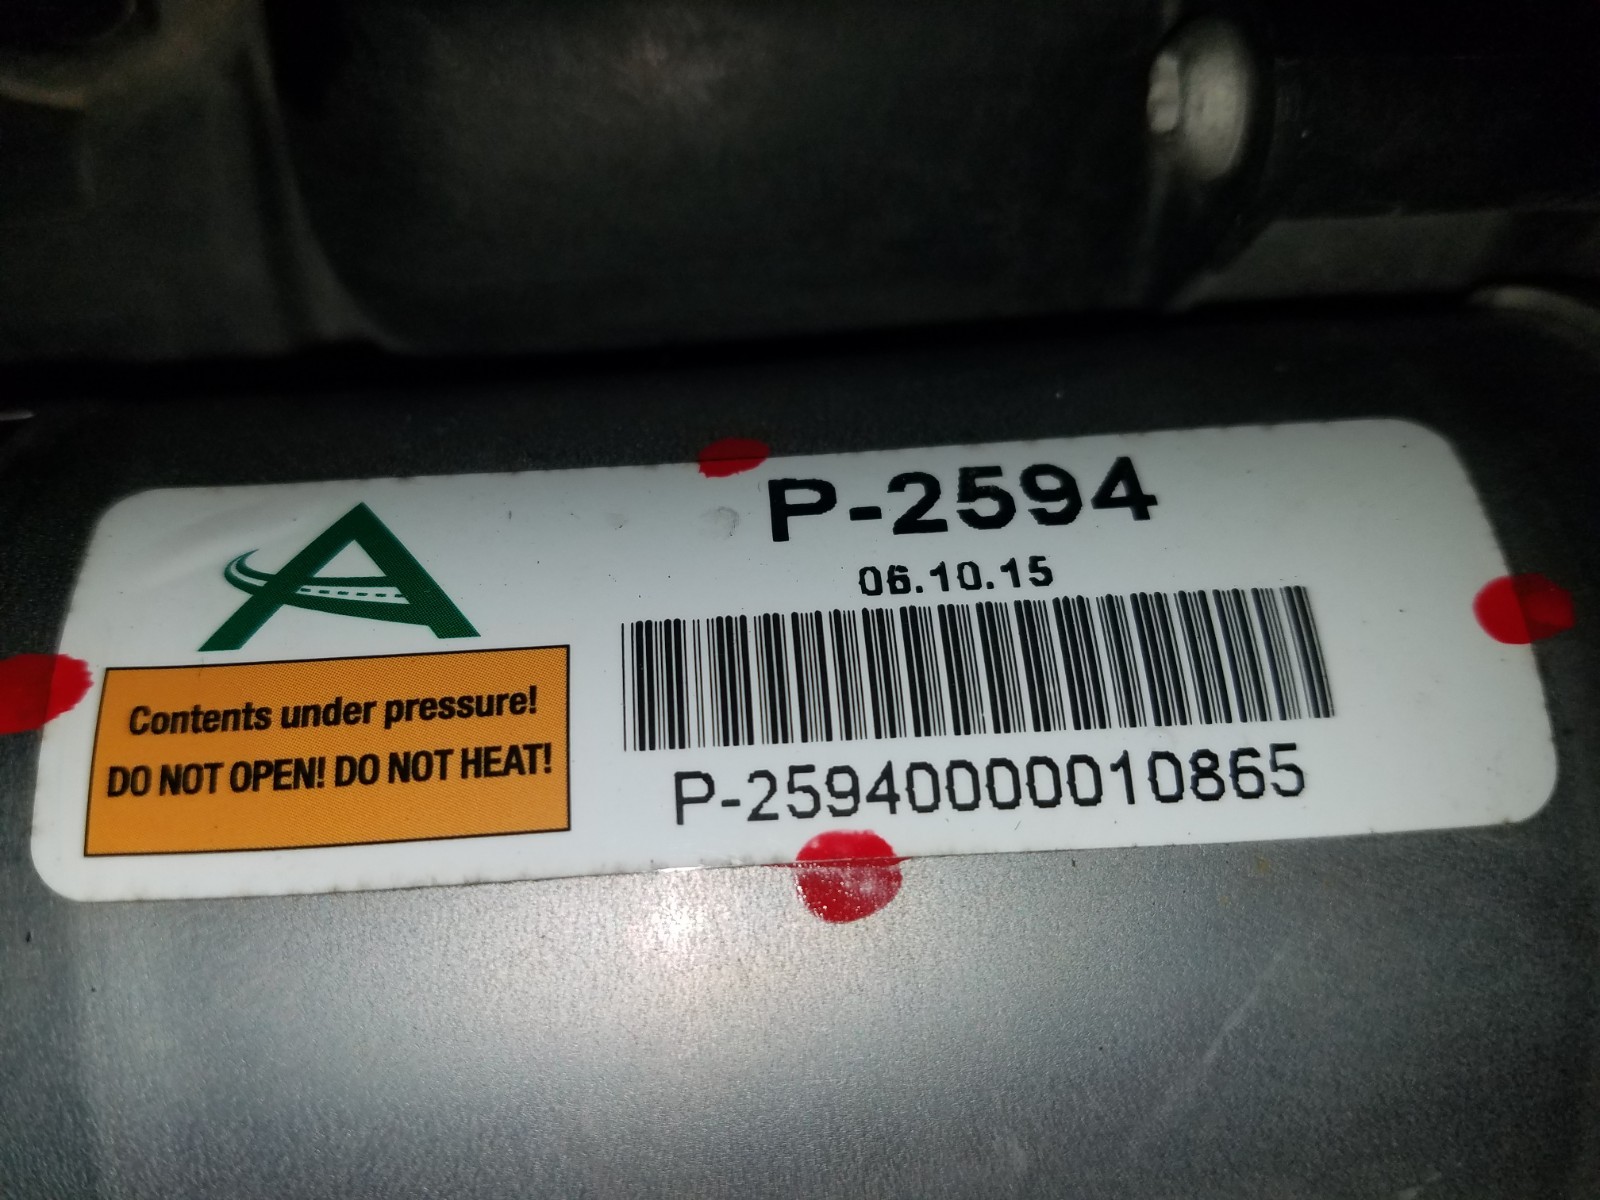 P-2594
06.10.15
Contents under pressure!
DO NOT OPEN! DO NOT HEAT!
P-25940000010865